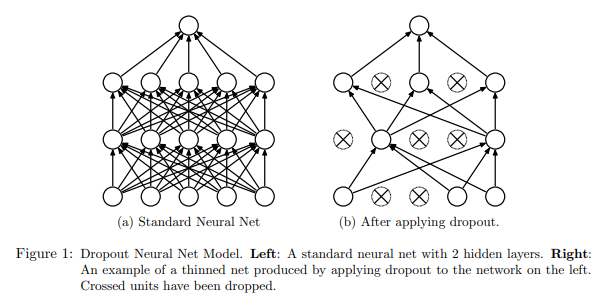 (a) Standard Neural Net
(b) After applying dropout.
Figure 1: Dropout Neural Net Model. Left: A standard neural net with 2 hidden layers. Right:
An example of a thinned net produced by applying dropout to the network on the left.
Crossed units have been dropped.